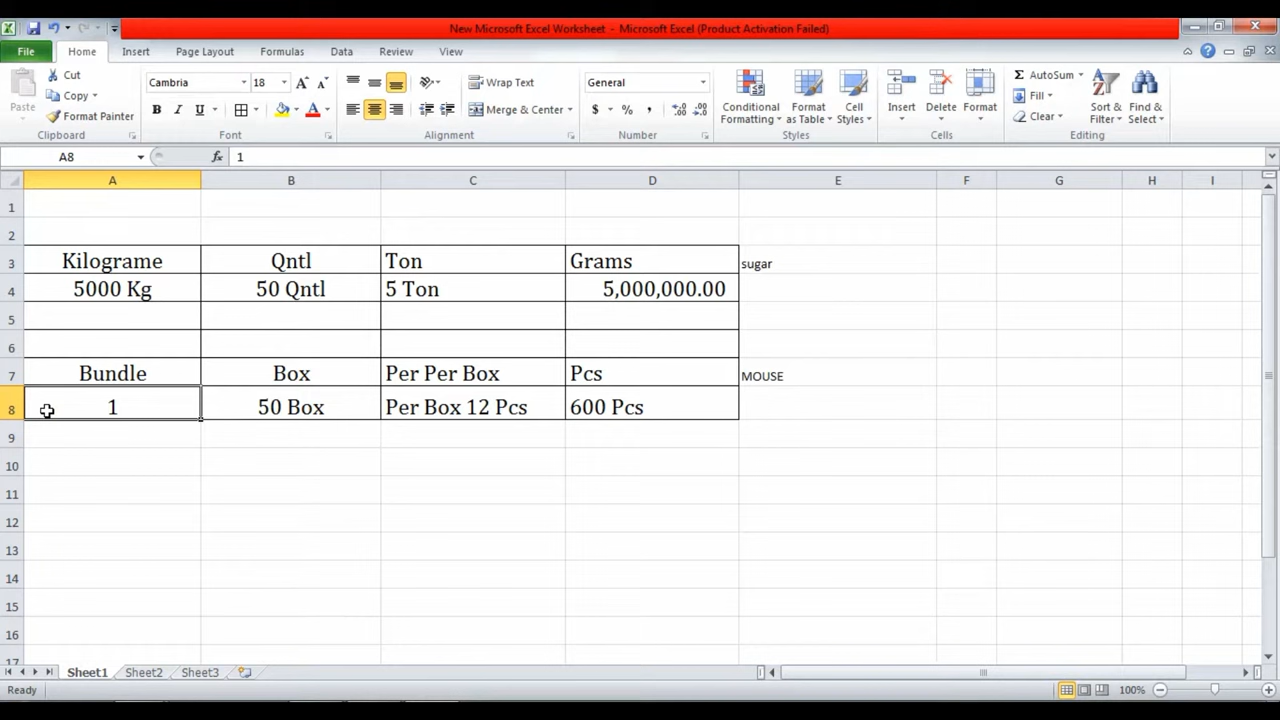 New Microsoft Excel Worksheet - Microsoft Excel (Product Activation Failed)
File Home Insert Page Layout Formulas Data Review View
Paste Cut Copy Format Painter
Cambria 18 B I U
Wrap Text Merge & Center
General $ % ,
Conditional Formatting Format as Table Cell Styles
Insert Delete Format
Σ AutoSum Fill Clear Sort & Filter Find & Select
Clipboard Font Alignment Number Styles Cells Editing
A8 fx 1
A B C D E F G H I
1
2
3 Kilograme Qntl Ton Grams sugar
4 5000 Kg 50 Qntl 5 Ton 5,000,000.00
5
6
7 Bundle Box Per Per Box Pcs MOUSE
8 1 50 Box Per Box 12 Pcs 600 Pcs
9
10
11
12
13
14
15
16
17
Sheet1 Sheet2 Sheet3
Ready 100%